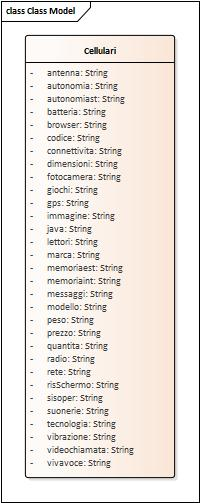 class Class Model
Cellulari
- antenna: String
- autonomia: String
- autonomiast: String
- batteria: String
- browser: String
- codice: String
- connettivita: String
- dimensioni: String
- fotocamera: String
- giochi: String
- gps: String
- immagine: String
- java: String
- lettori: String
- marca: String
- memoriaest: String
- memoriaint: String
- messaggi: String
- modello: String
- peso: String
- prezzo: String
- quantita: String
- radio: String
- rete: String
- risSchermo: String
- sisoper: String
- suonerie: String
- tecnologia: String
- vibrazione: String
- videochiamata: String
- vivavoce: String